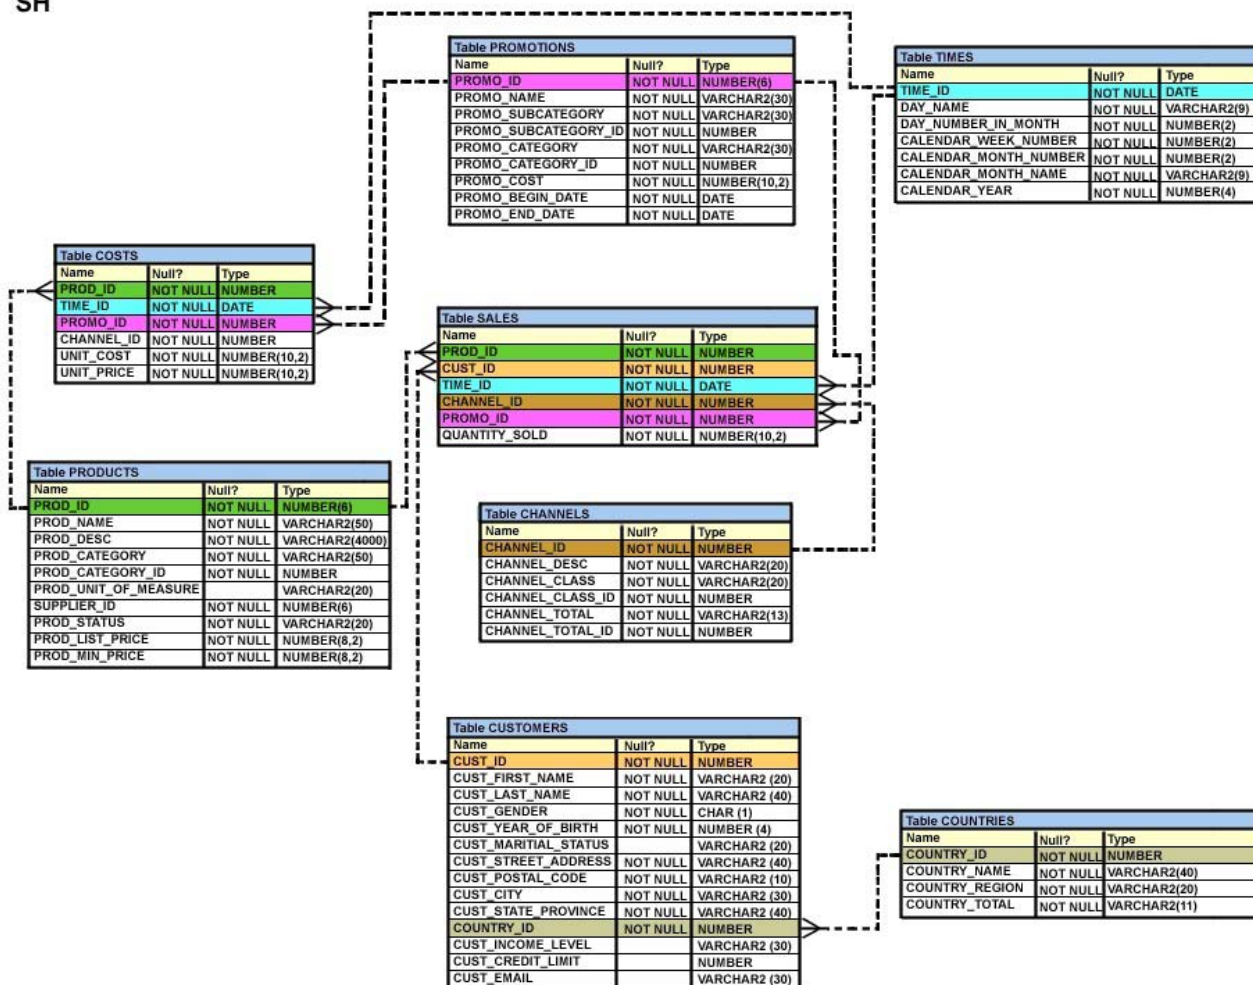 SH
Table PROMOTIONS
Name Null? Type
PROMO_ID NOT NULL NUMBER(6)
PROMO_NAME NOT NULL VARCHAR2(30)
PROMO_SUBCATEGORY NOT NULL VARCHAR2(30)
PROMO_SUBCATEGORY_ID NOT NULL NUMBER
PROMO_CATEGORY NOT NULL VARCHAR2(30)
PROMO_CATEGORY_ID NOT NULL NUMBER
PROMO_COST NOT NULL NUMBER(10,2)
PROMO_BEGIN_DATE NOT NULL DATE
PROMO_END_DATE NOT NULL DATE
Table TIMES
Name Null? Type
TIME_ID NOT NULL DATE
DAY_NAME NOT NULL VARCHAR2(9)
DAY_NUMBER_IN_MONTH NOT NULL NUMBER(2)
CALENDAR_WEEK_NUMBER NOT NULL NUMBER(2)
CALENDAR_MONTH_NUMBER NOT NULL NUMBER(2)
CALENDAR_MONTH_NAME NOT NULL VARCHAR2(9)
CALENDAR_YEAR NOT NULL NUMBER(4)
Table COSTS
Name Null? Type
PROD_ID NOT NULL NUMBER
TIME_ID NOT NULL DATE
PROMO_ID NOT NULL NUMBER
CHANNEL_ID NOT NULL NUMBER
UNIT_COST NOT NULL NUMBER(10,2)
UNIT_PRICE NOT NULL NUMBER(10,2)
Table SALES
Name Null? Type
PROD_ID NOT NULL NUMBER
CUST_ID NOT NULL NUMBER
TIME_ID NOT NULL DATE
CHANNEL_ID NOT NULL NUMBER
PROMO_ID NOT NULL NUMBER
QUANTITY_SOLD NOT NULL NUMBER(10,2)
Table PRODUCTS
Name Null? Type
PROD_ID NOT NULL NUMBER(6)
PROD_NAME NOT NULL VARCHAR2(50)
PROD_DESC NOT NULL VARCHAR2(4000)
PROD_CATEGORY NOT NULL VARCHAR2(50)
PROD_CATEGORY_ID NOT NULL NUMBER
PROD_UNIT_OF_MEASURE VARCHAR2(20)
SUPPLIER_ID NOT NULL NUMBER(6)
PROD_STATUS NOT NULL VARCHAR2(20)
PROD_LIST_PRICE NOT NULL NUMBER(8,2)
PROD_MIN_PRICE NOT NULL NUMBER(8,2)
Table CHANNELS
Name Null? Type
CHANNEL_ID NOT NULL NUMBER
CHANNEL_DESC NOT NULL VARCHAR2(20)
CHANNEL_CLASS NOT NULL VARCHAR2(20)
CHANNEL_CLASS_ID NOT NULL NUMBER
CHANNEL_TOTAL NOT NULL VARCHAR2(13)
CHANNEL_TOTAL_ID NOT NULL NUMBER
Table CUSTOMERS
Name Null? Type
CUST_ID NOT NULL NUMBER
CUST_FIRST_NAME NOT NULL VARCHAR2 (20)
CUST_LAST_NAME NOT NULL VARCHAR2 (40)
CUST_GENDER NOT NULL CHAR (1)
CUST_YEAR_OF_BIRTH NOT NULL NUMBER (4)
CUST_MARITIAL_STATUS VARCHAR2 (20)
CUST_STREET_ADDRESS NOT NULL VARCHAR2 (40)
CUST_POSTAL_CODE NOT NULL VARCHAR2 (10)
CUST_CITY NOT NULL VARCHAR2 (30)
CUST_STATE_PROVINCE NOT NULL VARCHAR2 (40)
COUNTRY_ID NOT NULL NUMBER
CUST_INCOME_LEVEL VARCHAR2 (30)
CUST_CREDIT_LIMIT NUMBER
CUST_EMAIL VARCHAR2 (30)
Table COUNTRIES
Name Null? Type
COUNTRY_ID NOT NULL NUMBER
COUNTRY_NAME NOT NULL VARCHAR2(40)
COUNTRY_REGION NOT NULL VARCHAR2(20)
COUNTRY_TOTAL NOT NULL VARCHAR2(11)